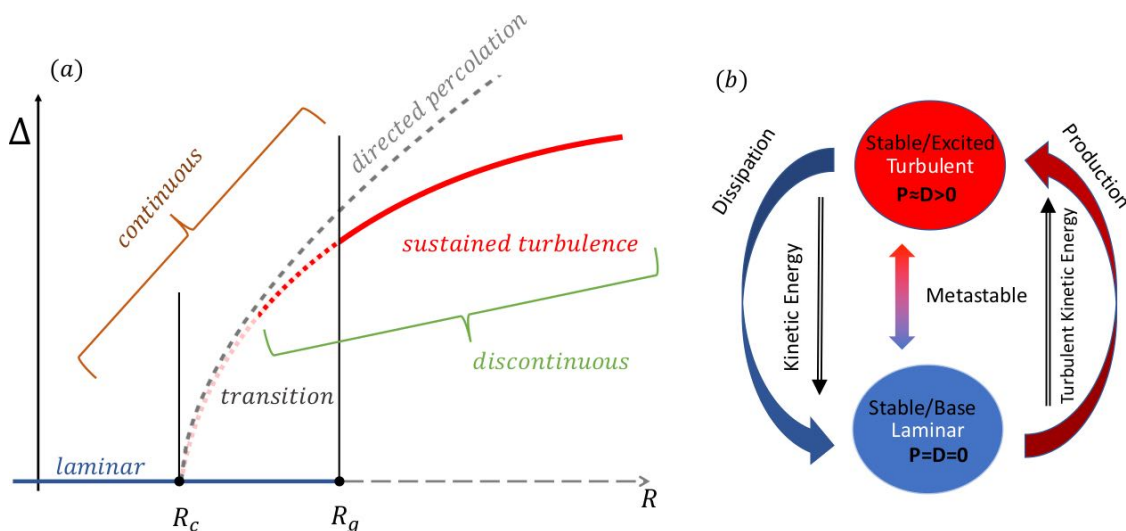 (a)
Δ
continuous
directed percolation
sustained turbulence
discontinuous
transition
laminar
R
R_c
R_g
(b)
Dissipation
Kinetic Energy
Stable/Excited
Turbulent
P≈D>0
Metastable
Stable/Base
Laminar
P=D=0
Turbulent Kinetic Energy
Production